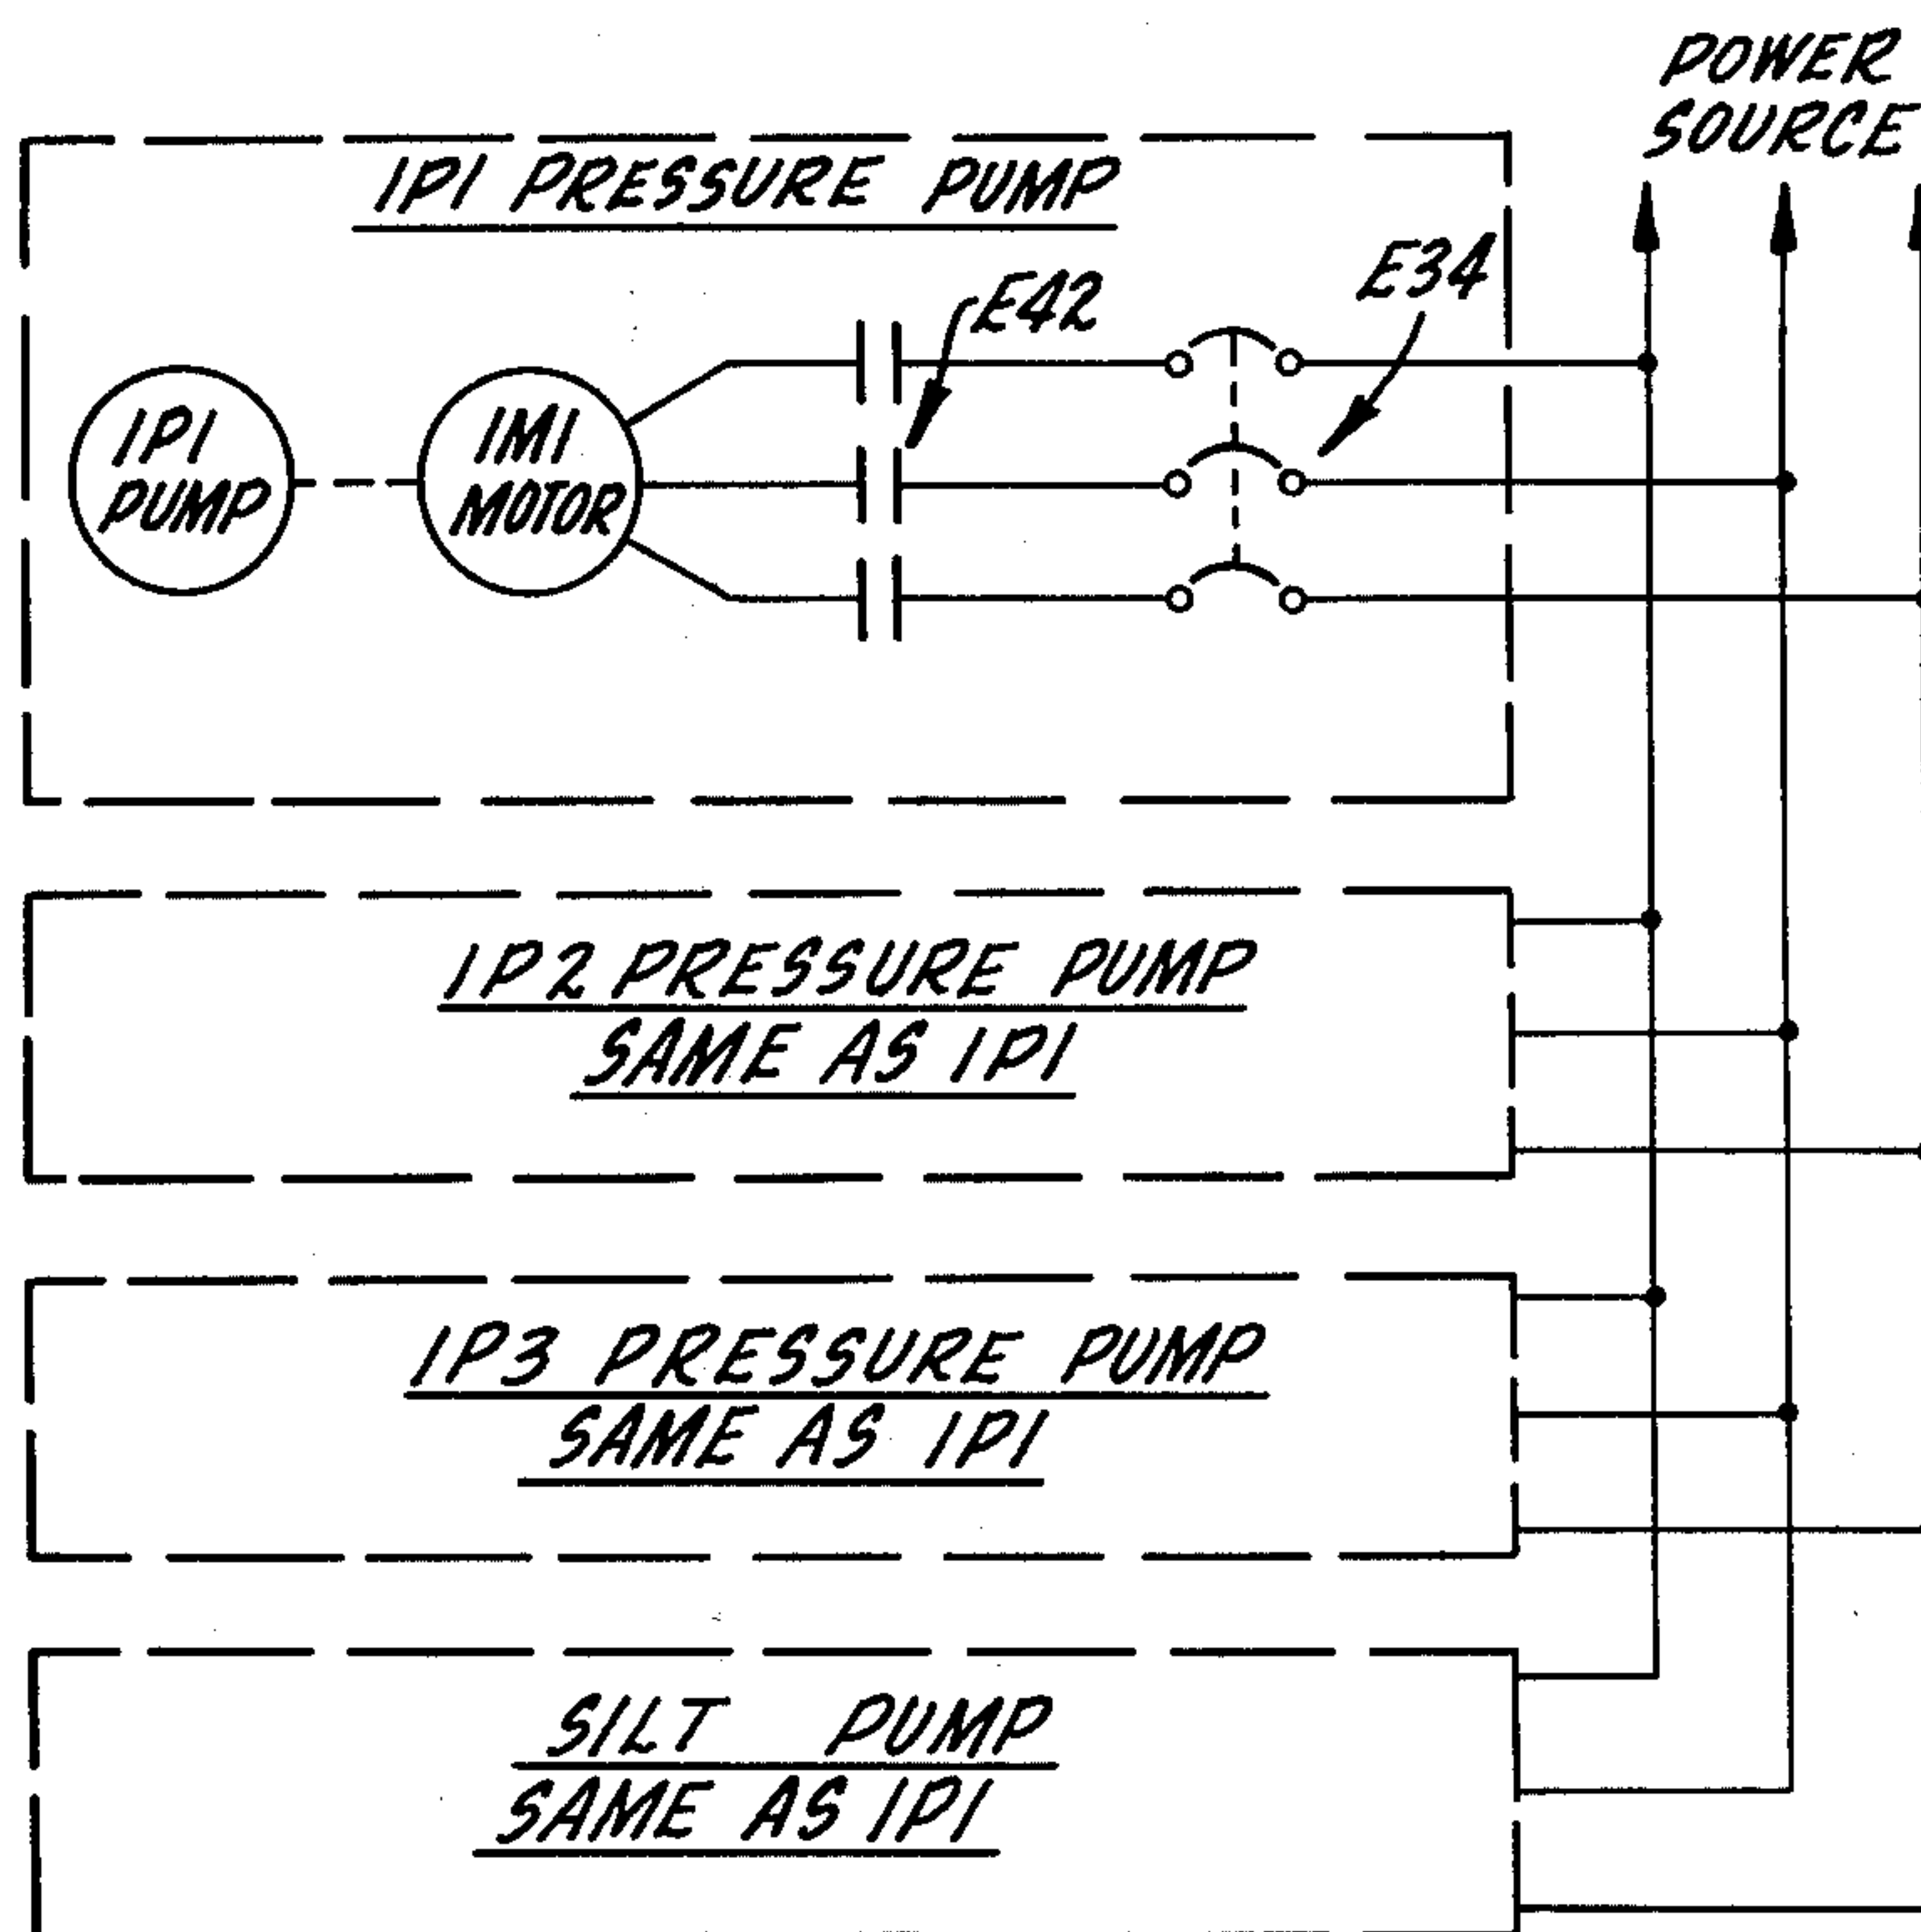 POWER
SOURCE
1P1 PRESSURE PUMP
E42
E34
1P1
PUMP
1M1
MOTOR
1P2 PRESSURE PUMP
SAME AS 1P1
1P3 PRESSURE PUMP
SAME AS 1P1
SILT PUMP
SAME AS 1P1